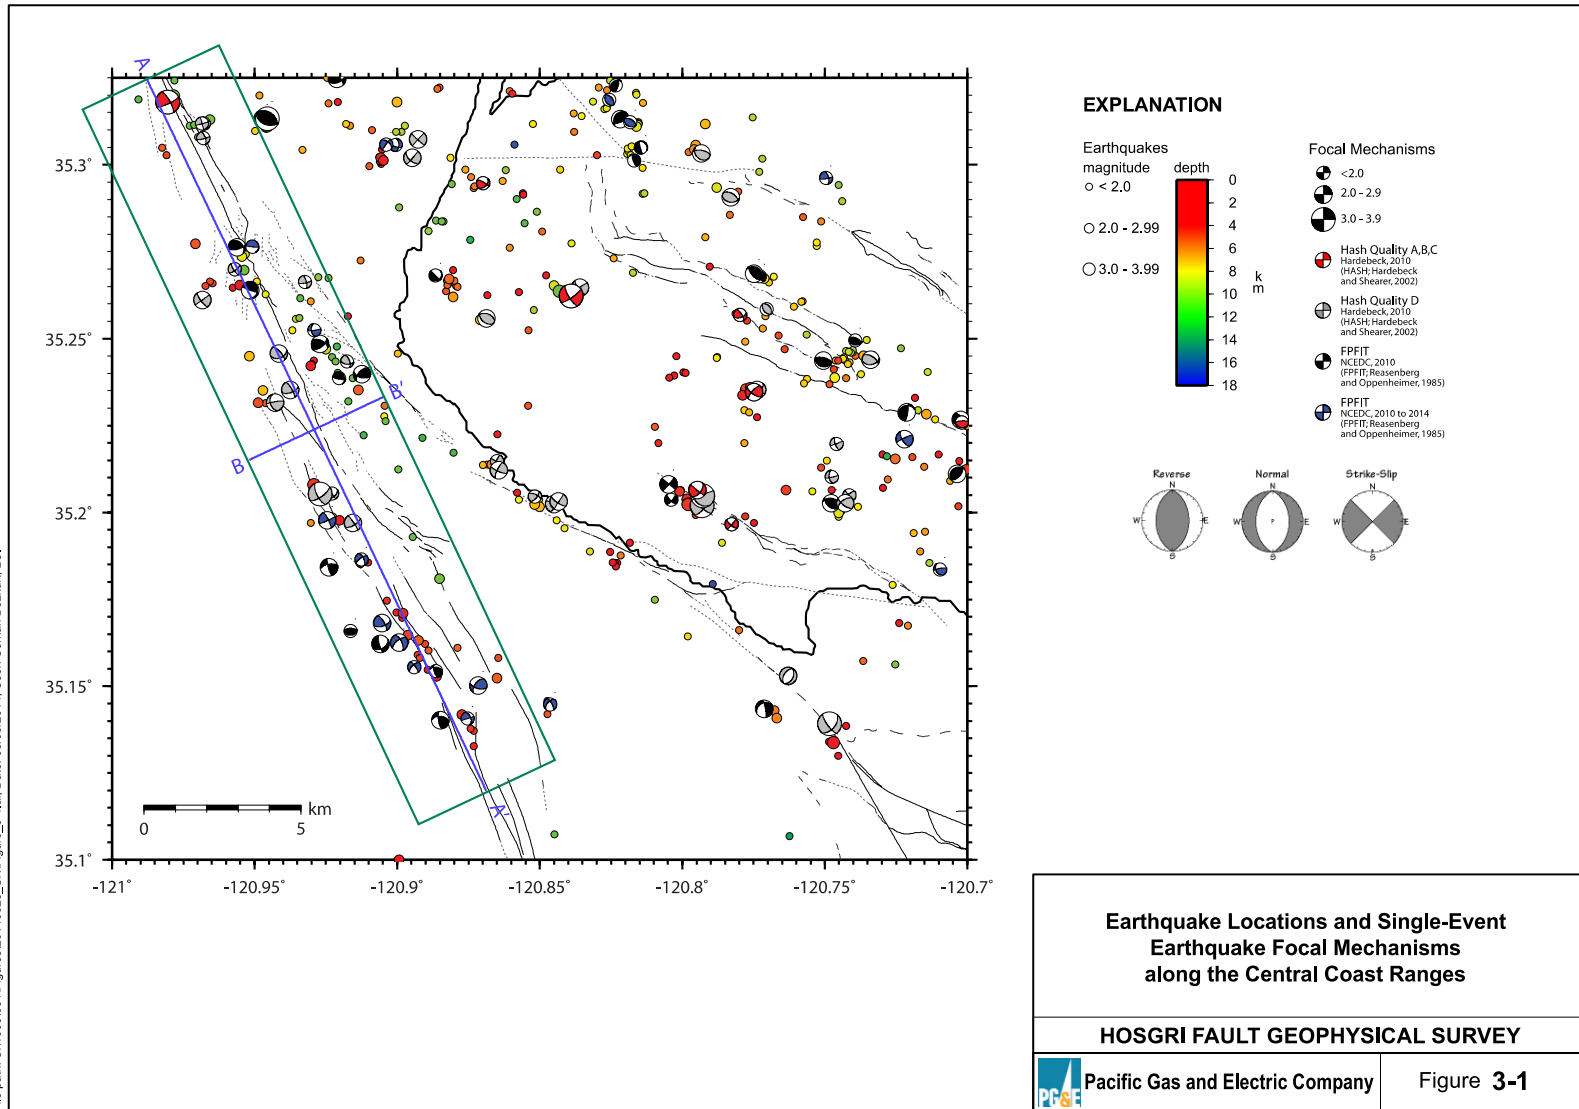 A
A'
B
B'
35.3°
35.25°
35.2°
35.15°
35.1°
-121°
-120.95°
-120.9°
-120.85°
-120.8°
-120.75°
-120.7°
km
0
5
EXPLANATION
Earthquakes
magnitude
depth
< 2.0
2.0 - 2.99
3.0 - 3.99
0
2
4
6
8
10
12
14
16
18
k
m
Focal Mechanisms
<2.0
2.0 - 2.9
3.0 - 3.9
Hash Quality A,B,C
Hardebeck, 2010
(HASH; Hardebeck
and Shearer, 2002)
Hash Quality D
Hardebeck, 2010
(HASH; Hardebeck
and Shearer, 2002)
FPFIT
NCEDC, 2010
(FPFIT; Reasenberg
and Oppenheimer, 1985)
FPFIT
NCEDC, 2010 to 2014
(FPFIT; Reasenberg
and Oppenheimer, 1985)
Reverse
N
W
E
S
Normal
N
W
P
E
S
Strike-Slip
N
W
E
S
Earthquake Locations and Single-Event
Earthquake Focal Mechanisms
along the Central Coast Ranges
HOSGRI FAULT GEOPHYSICAL SURVEY
PG&E
Pacific Gas and Electric Company
Figure 3-1